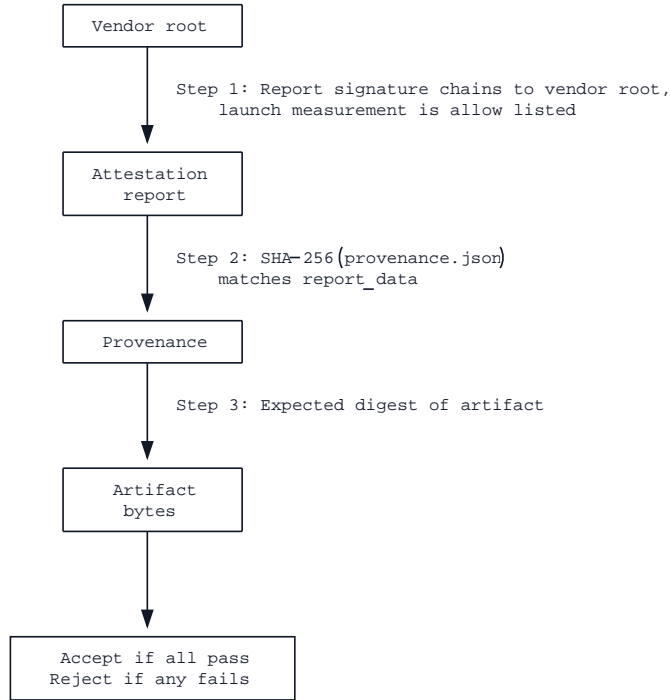 Vendor root
Step 1: Report signature chains to vendor root,
launch measurement is allow listed
Attestation
report
Step 2: SHA-256(provenance.json)
matches report_data
Provenance
Step 3: Expected digest of artifact
Artifact
bytes
Accept if all pass
Reject if any fails